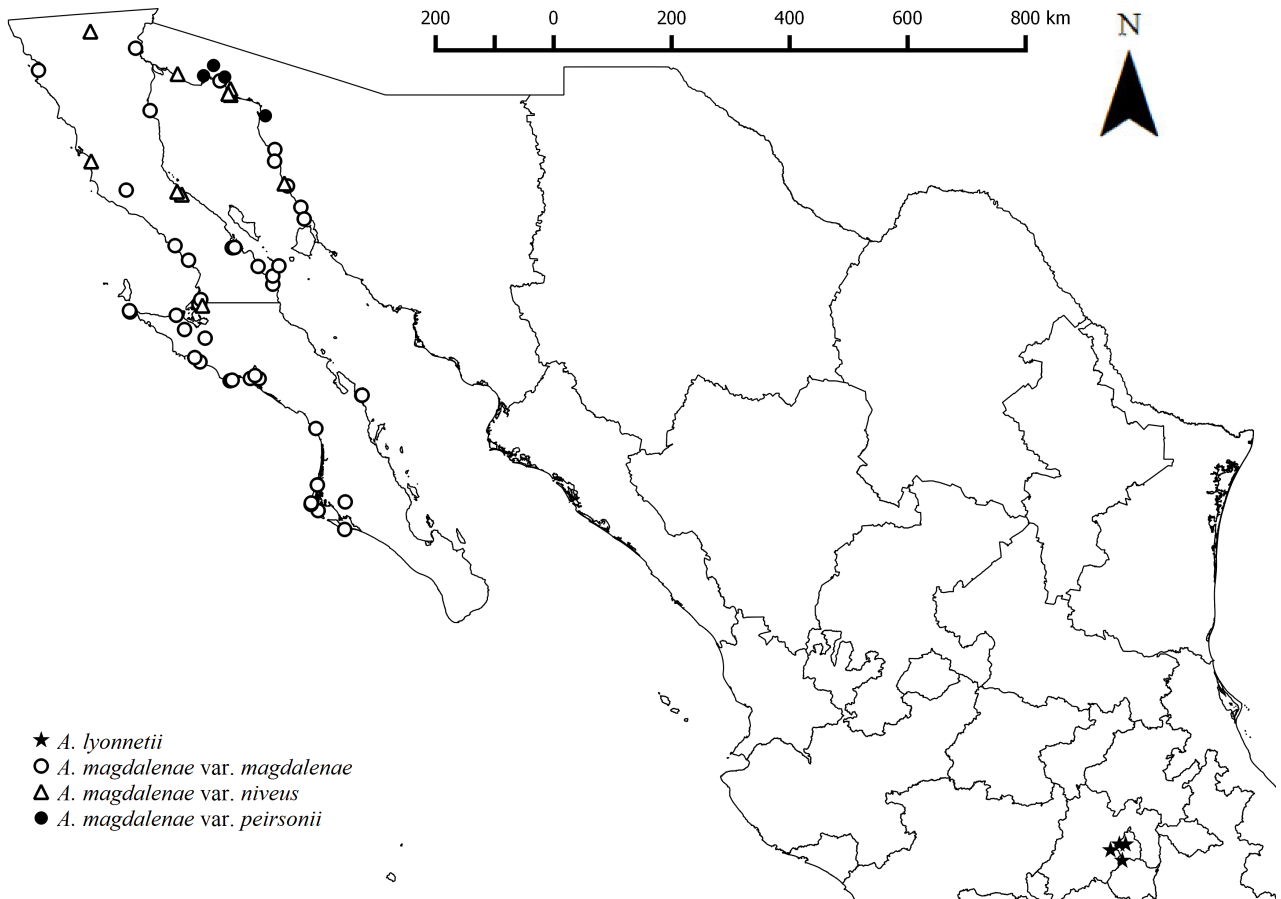 200 0 200 400 600 800 km
N
A. lyonnetii
A. magdalenae var. magdalenae
A. magdalenae var. niveus
A. magdalenae var. peirsonii